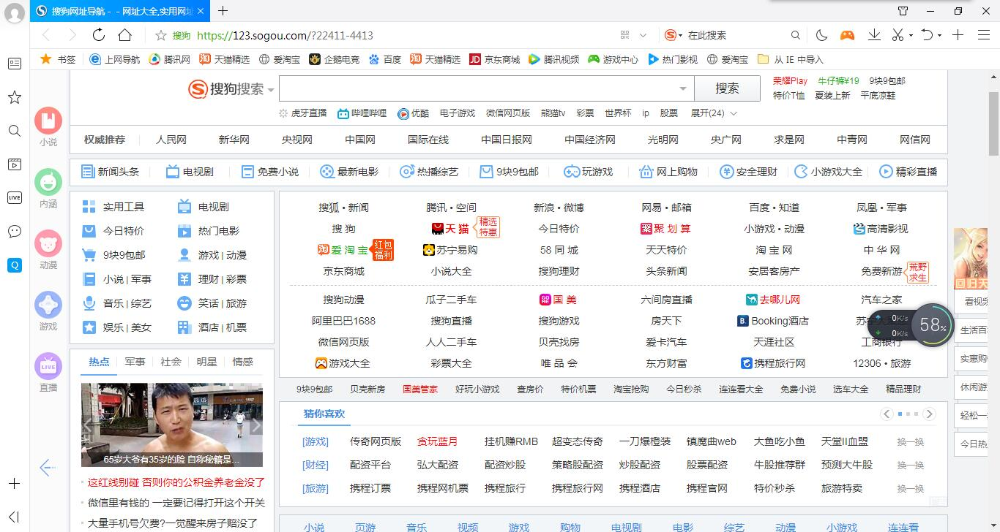 搜狗网址导航 - - 网址大全,实用网址
搜狗 https://123.sogou.com/?22411-4413
在此搜索
书签 上网导航 腾讯网 天猫精选 爱淘宝 企鹅电竞 百度 天猫精选 京东商城 腾讯视频 游戏中心 热门影视 爱淘宝 从 IE 中导入
搜狗搜索 搜索
荣耀Play 牛仔裤¥19 9块9包邮
特价T恤 夏装上新 平底凉鞋
虎牙直播 哔哩哔哩 优酷 电子游戏 微信网页版 熊猫tv 彩票 世界杯 ip 股票 展开(24)
权威推荐 人民网 新华网 央视网 中国网 国际在线 中国日报网 中国经济网 光明网 央广网 求是网 中青网 网信网
新闻头条 电视剧 免费小说 最新电影 热播综艺 9块9包邮 玩游戏 网上购物 安全理财 小游戏大全 精彩直播
小说
内涵
动漫
游戏
LIVE
直播
LIVE
Q
实用工具 电视剧
今日特价 热门电影
9块9包邮 游戏 | 动漫
小说 | 军事 理财 | 彩票
音乐 | 综艺 笑话 | 旅游
娱乐 | 美女 酒店 | 机票
搜狐 • 新闻 腾讯 • 空间 新浪 • 微博 网易 • 邮箱 百度 • 知道 凤凰 • 军事
搜 狗 天 猫 精选特惠 今日特价 聚 划 算 小游戏 • 动漫 高清影视
爱 淘 宝 红包福利 苏宁易购 58 同 城 天天特价 淘 宝 网 中 华 网
京东商城 小说大全 搜狗理财 头条新闻 安居客房产 免费新游 荒野求生
搜狗动漫 瓜子二手车 国 美 六间房直播 去哪儿网 汽车之家
阿里巴巴1688 搜狗直播 搜狗游戏 房天下 Booking酒店
微信网页版 人人二手车 贝壳找房 爱卡汽车 天涯社区 工商银行
游戏大全 彩票大全 唯 品 会 东方财富 携程旅行网 12306 • 旅游
0K/s
0K/s
58%
看视频
生活百
实惠购
休闲游
轻松一
今日热
热点 军事 社会 明星 情感
65岁大爷有35岁的脸 自称秘籍是...
这红线别碰 否则你的公积金养老金没了
微信里有钱的 一定要记得打开这个开关
大量手机号欠费?一觉醒来房子赔没了
9块9包邮 贝壳新房 国美管家 好玩小游戏 查房价 特价机票 淘宝抢购 今日秒杀 连连看大全 免费小说 选车大全 精品理财
猜你喜欢
[游戏] 传奇网页版 贪玩蓝月 挂机赚RMB 超变态传奇 一刀爆橙装 镇魔曲web 大鱼吃小鱼 天堂II血盟 换一换
[财经] 配资平台 弘大配资 配资炒股 策略股配资 炒股配资 股票配资 牛股推荐群 预测大牛股 换一换
[旅游] 携程订票 携程网机票 携程旅行 携程旅行网 携程酒店 携程官网 特价秒杀 旅游特卖 换一换
小说 页游 音乐 视频 游戏 购物 电视剧 电影 综艺 动漫 小游戏 连连看